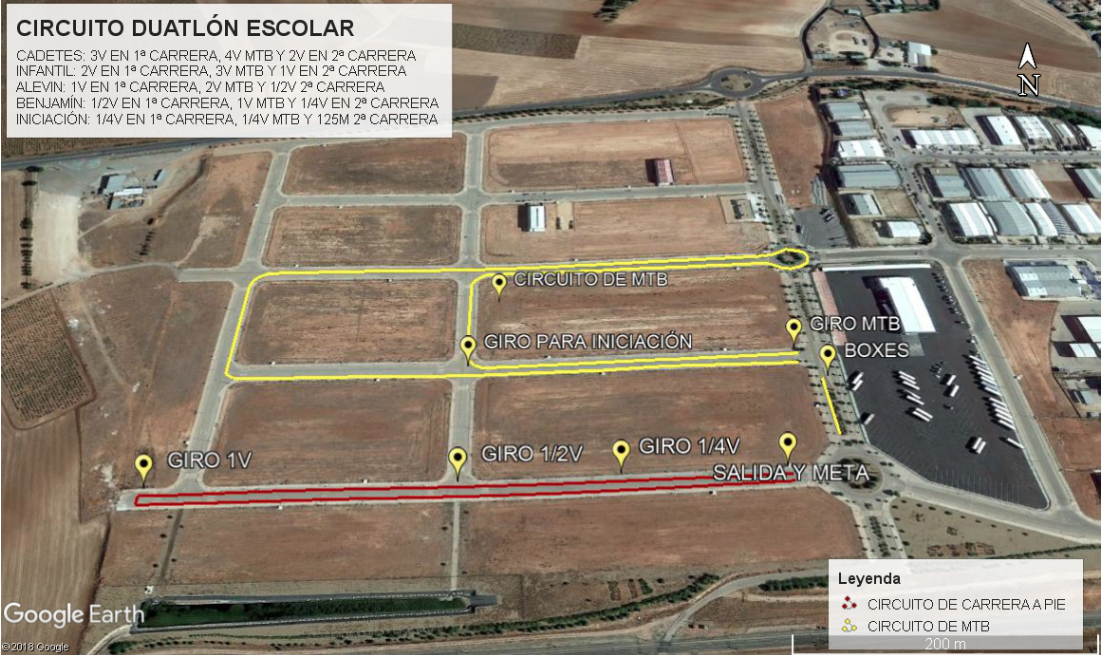 CIRCUITO DUATLÓN ESCOLAR
CADETES: 3V EN 1ª CARRERA, 4V MTB Y 2V EN 2ª CARRERA
INFANTIL: 2V EN 1ª CARRERA, 3V MTB Y 1V EN 2ª CARRERA
ALEVIN: 1V EN 1ª CARRERA, 2V MTB Y 1/2V 2ª CARRERA
BENJAMÍN: 1/2V EN 1ª CARRERA, 1V MTB Y 1/4V EN 2ª CARRERA
INICIACIÓN: 1/4V EN 1ª CARRERA, 1/4V MTB Y 125M 2ª CARRERA
N
CIRCUITO DE MTB
GIRO MTB
GIRO PARA INICIACIÓN
BOXES
GIRO 1V
GIRO 1/2V
GIRO 1/4V
SALIDA Y META
Leyenda
CIRCUITO DE CARRERA A PIE
CIRCUITO DE MTB
Google Earth
©2018 Google
200 m